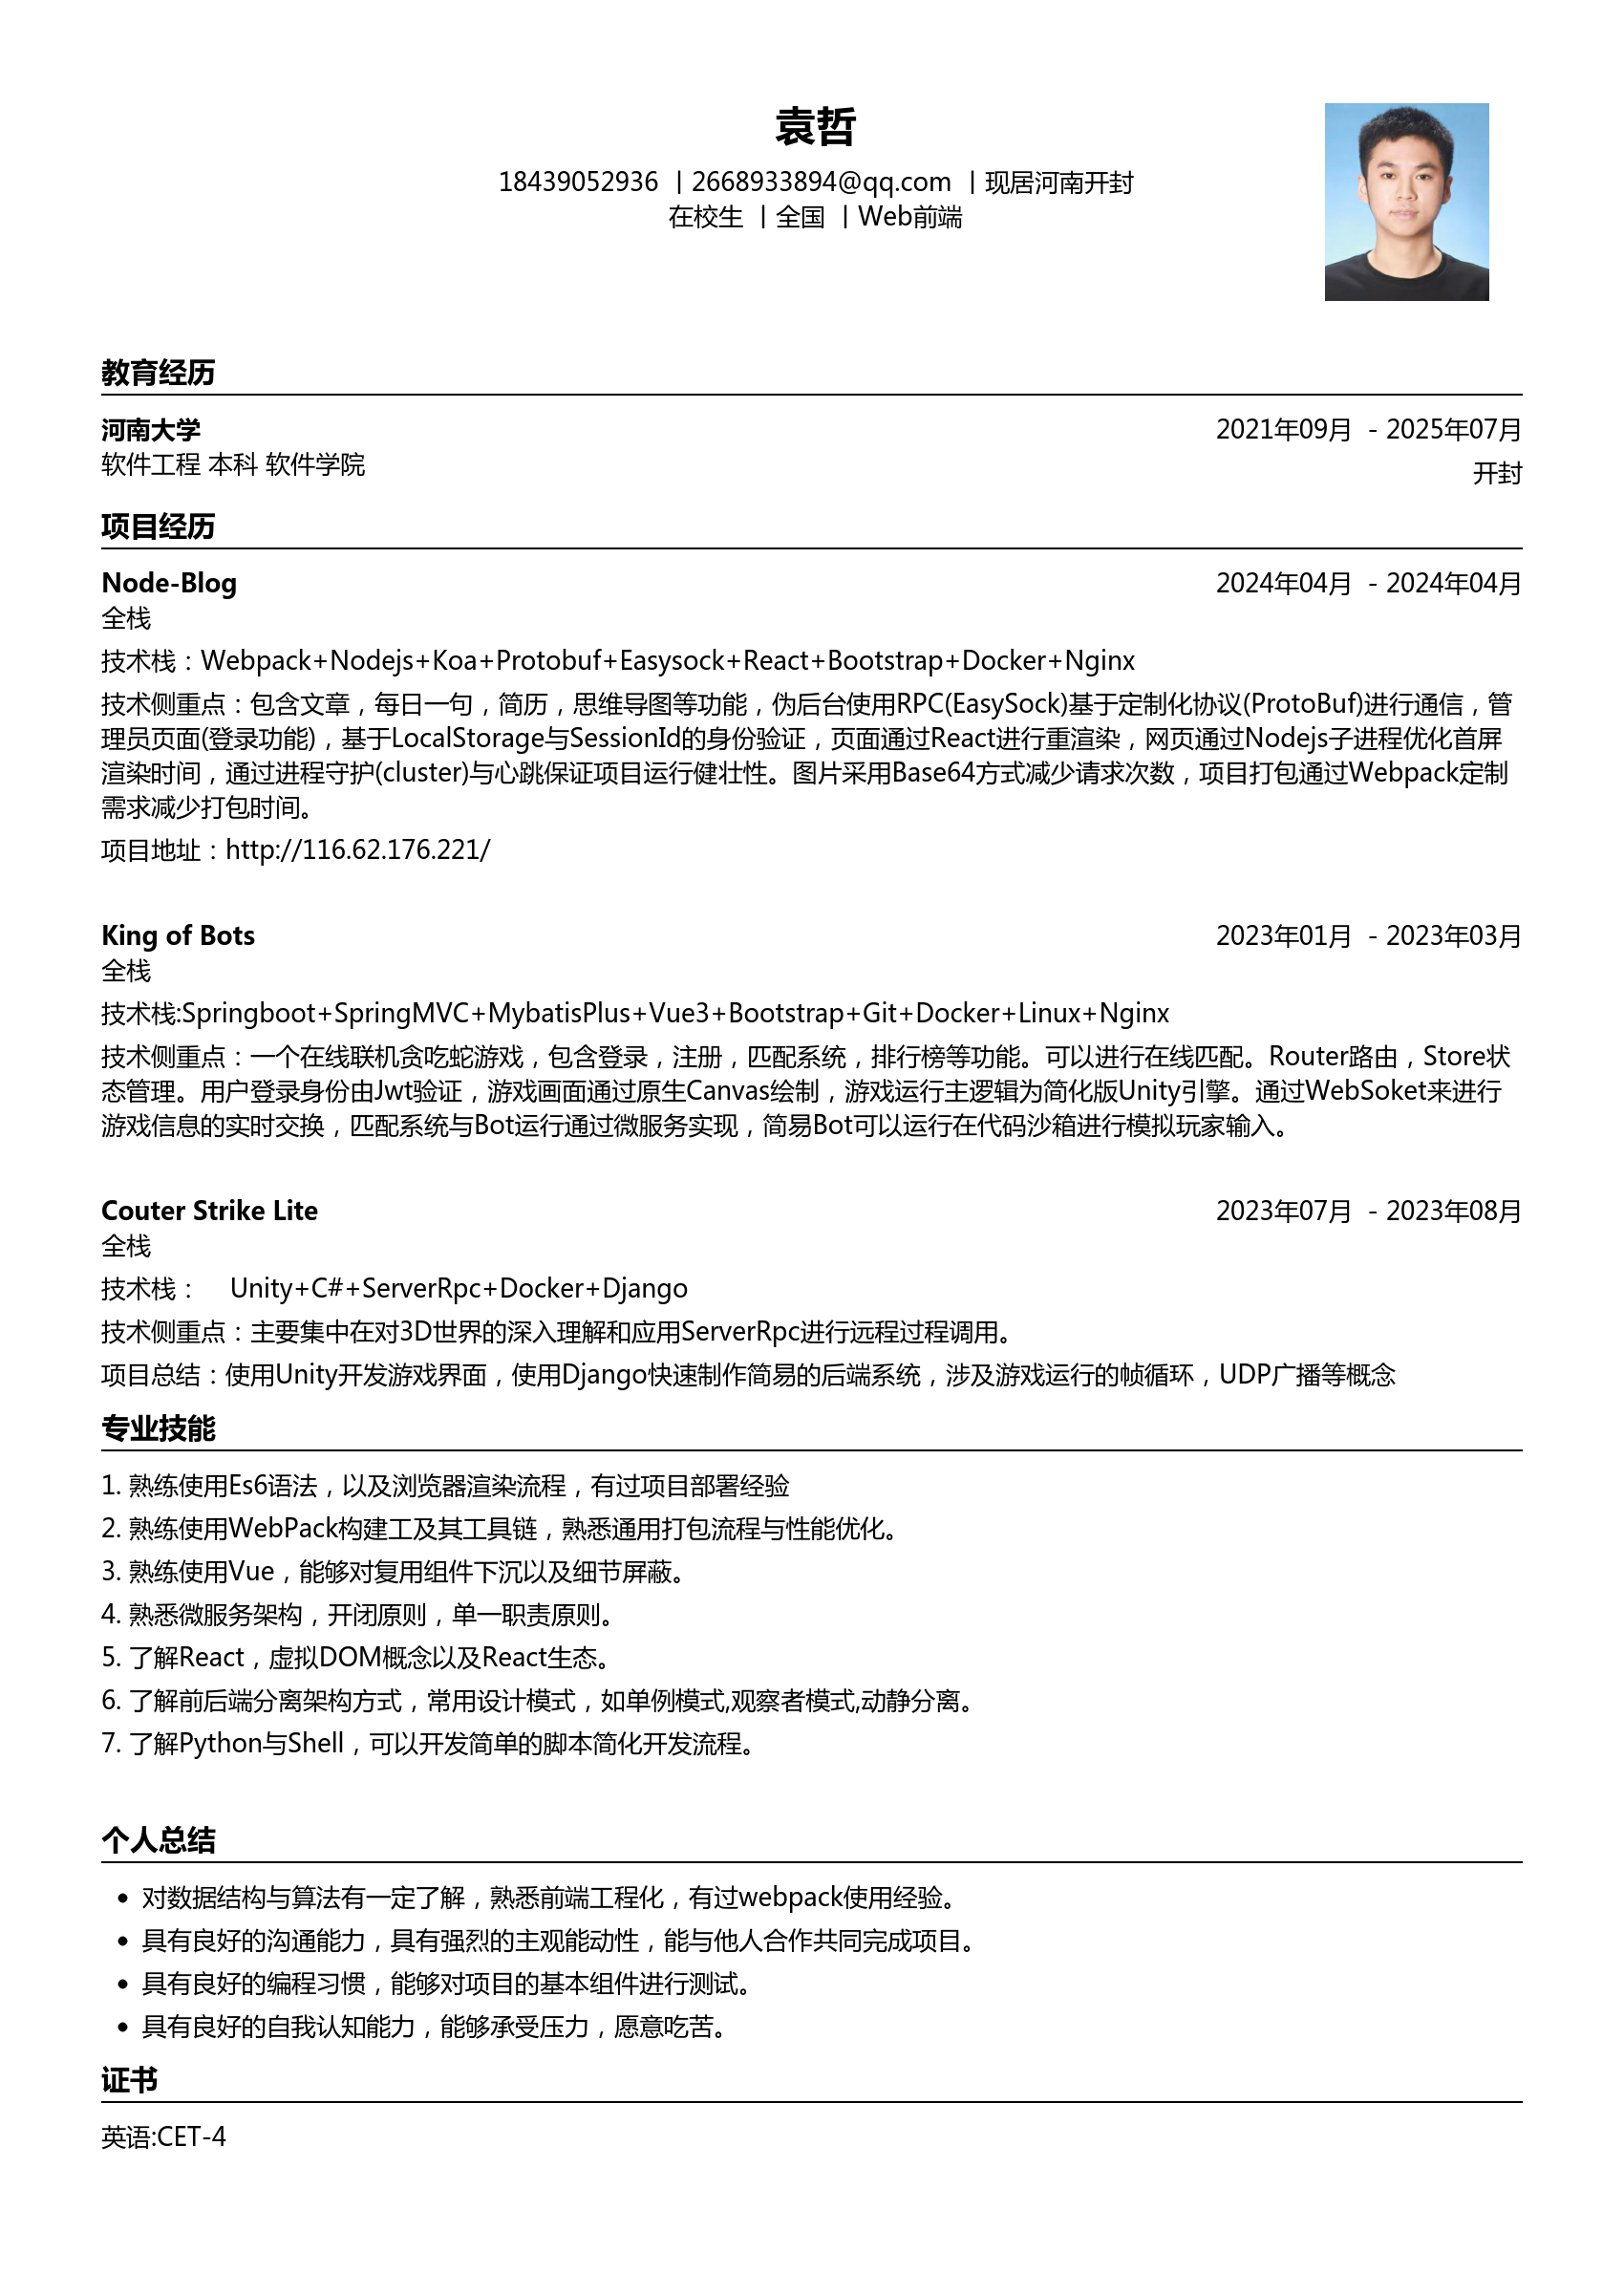 袁哲
18439052936 丨2668933894@qq.com 丨现居河南开封
在校生 丨全国 丨Web前端
教育经历
河南大学 2021年09月 - 2025年07月
软件工程 本科 软件学院 开封
项目经历
Node-Blog 2024年04月 - 2024年04月
全栈
技术栈：Webpack+Nodejs+Koa+Protobuf+Easysock+React+Bootstrap+Docker+Nginx
技术侧重点：包含文章，每日一句，简历，思维导图等功能，伪后台使用RPC(EasySock)基于定制化协议(ProtoBuf)进行通信，管
理员页面(登录功能)，基于LocalStorage与SessionId的身份验证，页面通过React进行重渲染，网页通过Nodejs子进程优化首屏
渲染时间，通过进程守护(cluster)与心跳保证项目运行健壮性。图片采用Base64方式减少请求次数，项目打包通过Webpack定制
需求减少打包时间。
项目地址：http://116.62.176.221/
King of Bots 2023年01月 - 2023年03月
全栈
技术栈:Springboot+SpringMVC+MybatisPlus+Vue3+Bootstrap+Git+Docker+Linux+Nginx
技术侧重点：一个在线联机贪吃蛇游戏，包含登录，注册，匹配系统，排行榜等功能。可以进行在线匹配。Router路由，Store状
态管理。用户登录身份由Jwt验证，游戏画面通过原生Canvas绘制，游戏运行主逻辑为简化版Unity引擎。通过WebSoket来进行
游戏信息的实时交换，匹配系统与Bot运行通过微服务实现，简易Bot可以运行在代码沙箱进行模拟玩家输入。
Couter Strike Lite 2023年07月 - 2023年08月
全栈
技术栈： Unity+C#+ServerRpc+Docker+Django
技术侧重点：主要集中在对3D世界的深入理解和应用ServerRpc进行远程过程调用。
项目总结：使用Unity开发游戏界面，使用Django快速制作简易的后端系统，涉及游戏运行的帧循环，UDP广播等概念
专业技能
1. 熟练使用Es6语法，以及浏览器渲染流程，有过项目部署经验
2. 熟练使用WebPack构建工及其工具链，熟悉通用打包流程与性能优化。
3. 熟练使用Vue，能够对复用组件下沉以及细节屏蔽。
4. 熟悉微服务架构，开闭原则，单一职责原则。
5. 了解React，虚拟DOM概念以及React生态。
6. 了解前后端分离架构方式，常用设计模式，如单例模式,观察者模式,动静分离。
7. 了解Python与Shell，可以开发简单的脚本简化开发流程。
个人总结
• 对数据结构与算法有一定了解，熟悉前端工程化，有过webpack使用经验。
• 具有良好的沟通能力，具有强烈的主观能动性，能与他人合作共同完成项目。
• 具有良好的编程习惯，能够对项目的基本组件进行测试。
• 具有良好的自我认知能力，能够承受压力，愿意吃苦。
证书
英语:CET-4